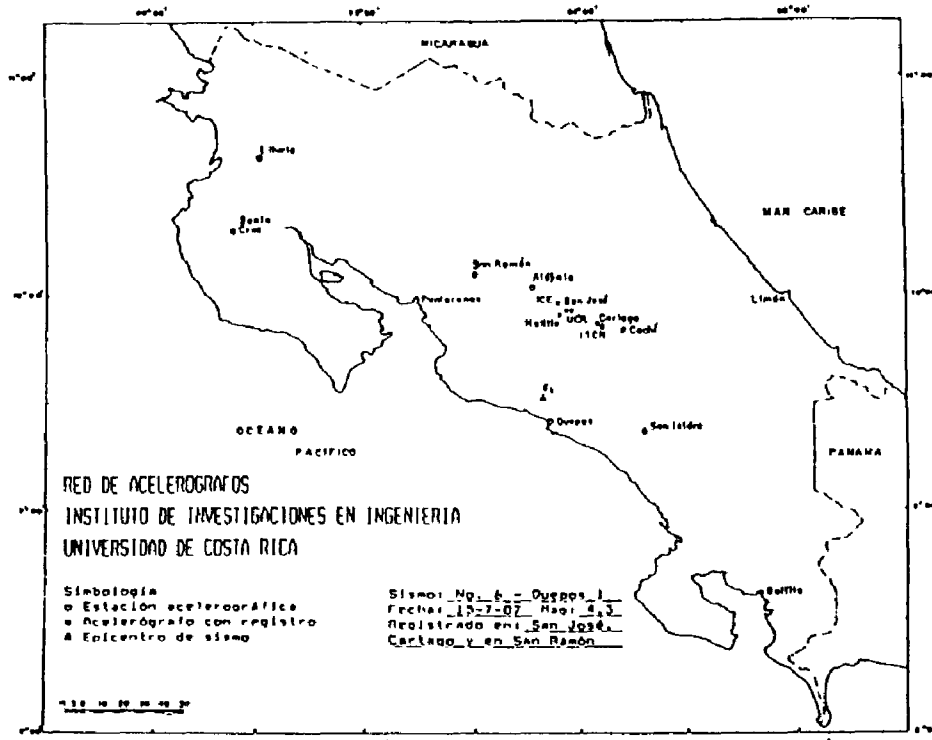 NICARAGUA
Liberia
MAR CARIBE
Santa
Cruz
San Ramón
Alajuela
ICE
San José
Puntarenas
Limón
Hatillo
UCR
Cartago
ITCR
Cachí
Quepos
San Isidro
OCEANO
PACIFICO
PANAMA
RED DE ACELEROGRAFOS
INSTITUTO DE INVESTIGACIONES EN INGENIERIA
UNIVERSIDAD DE COSTA RICA
Simbología
Estación acelerográfica
Acelerógrafo con registro
Epicentro de sismo
Sismo: No. 6 - Quepos 1
Fecha: Mag: 4.3
Registrado en: San José,
Cartago y en San Ramón
Golfito